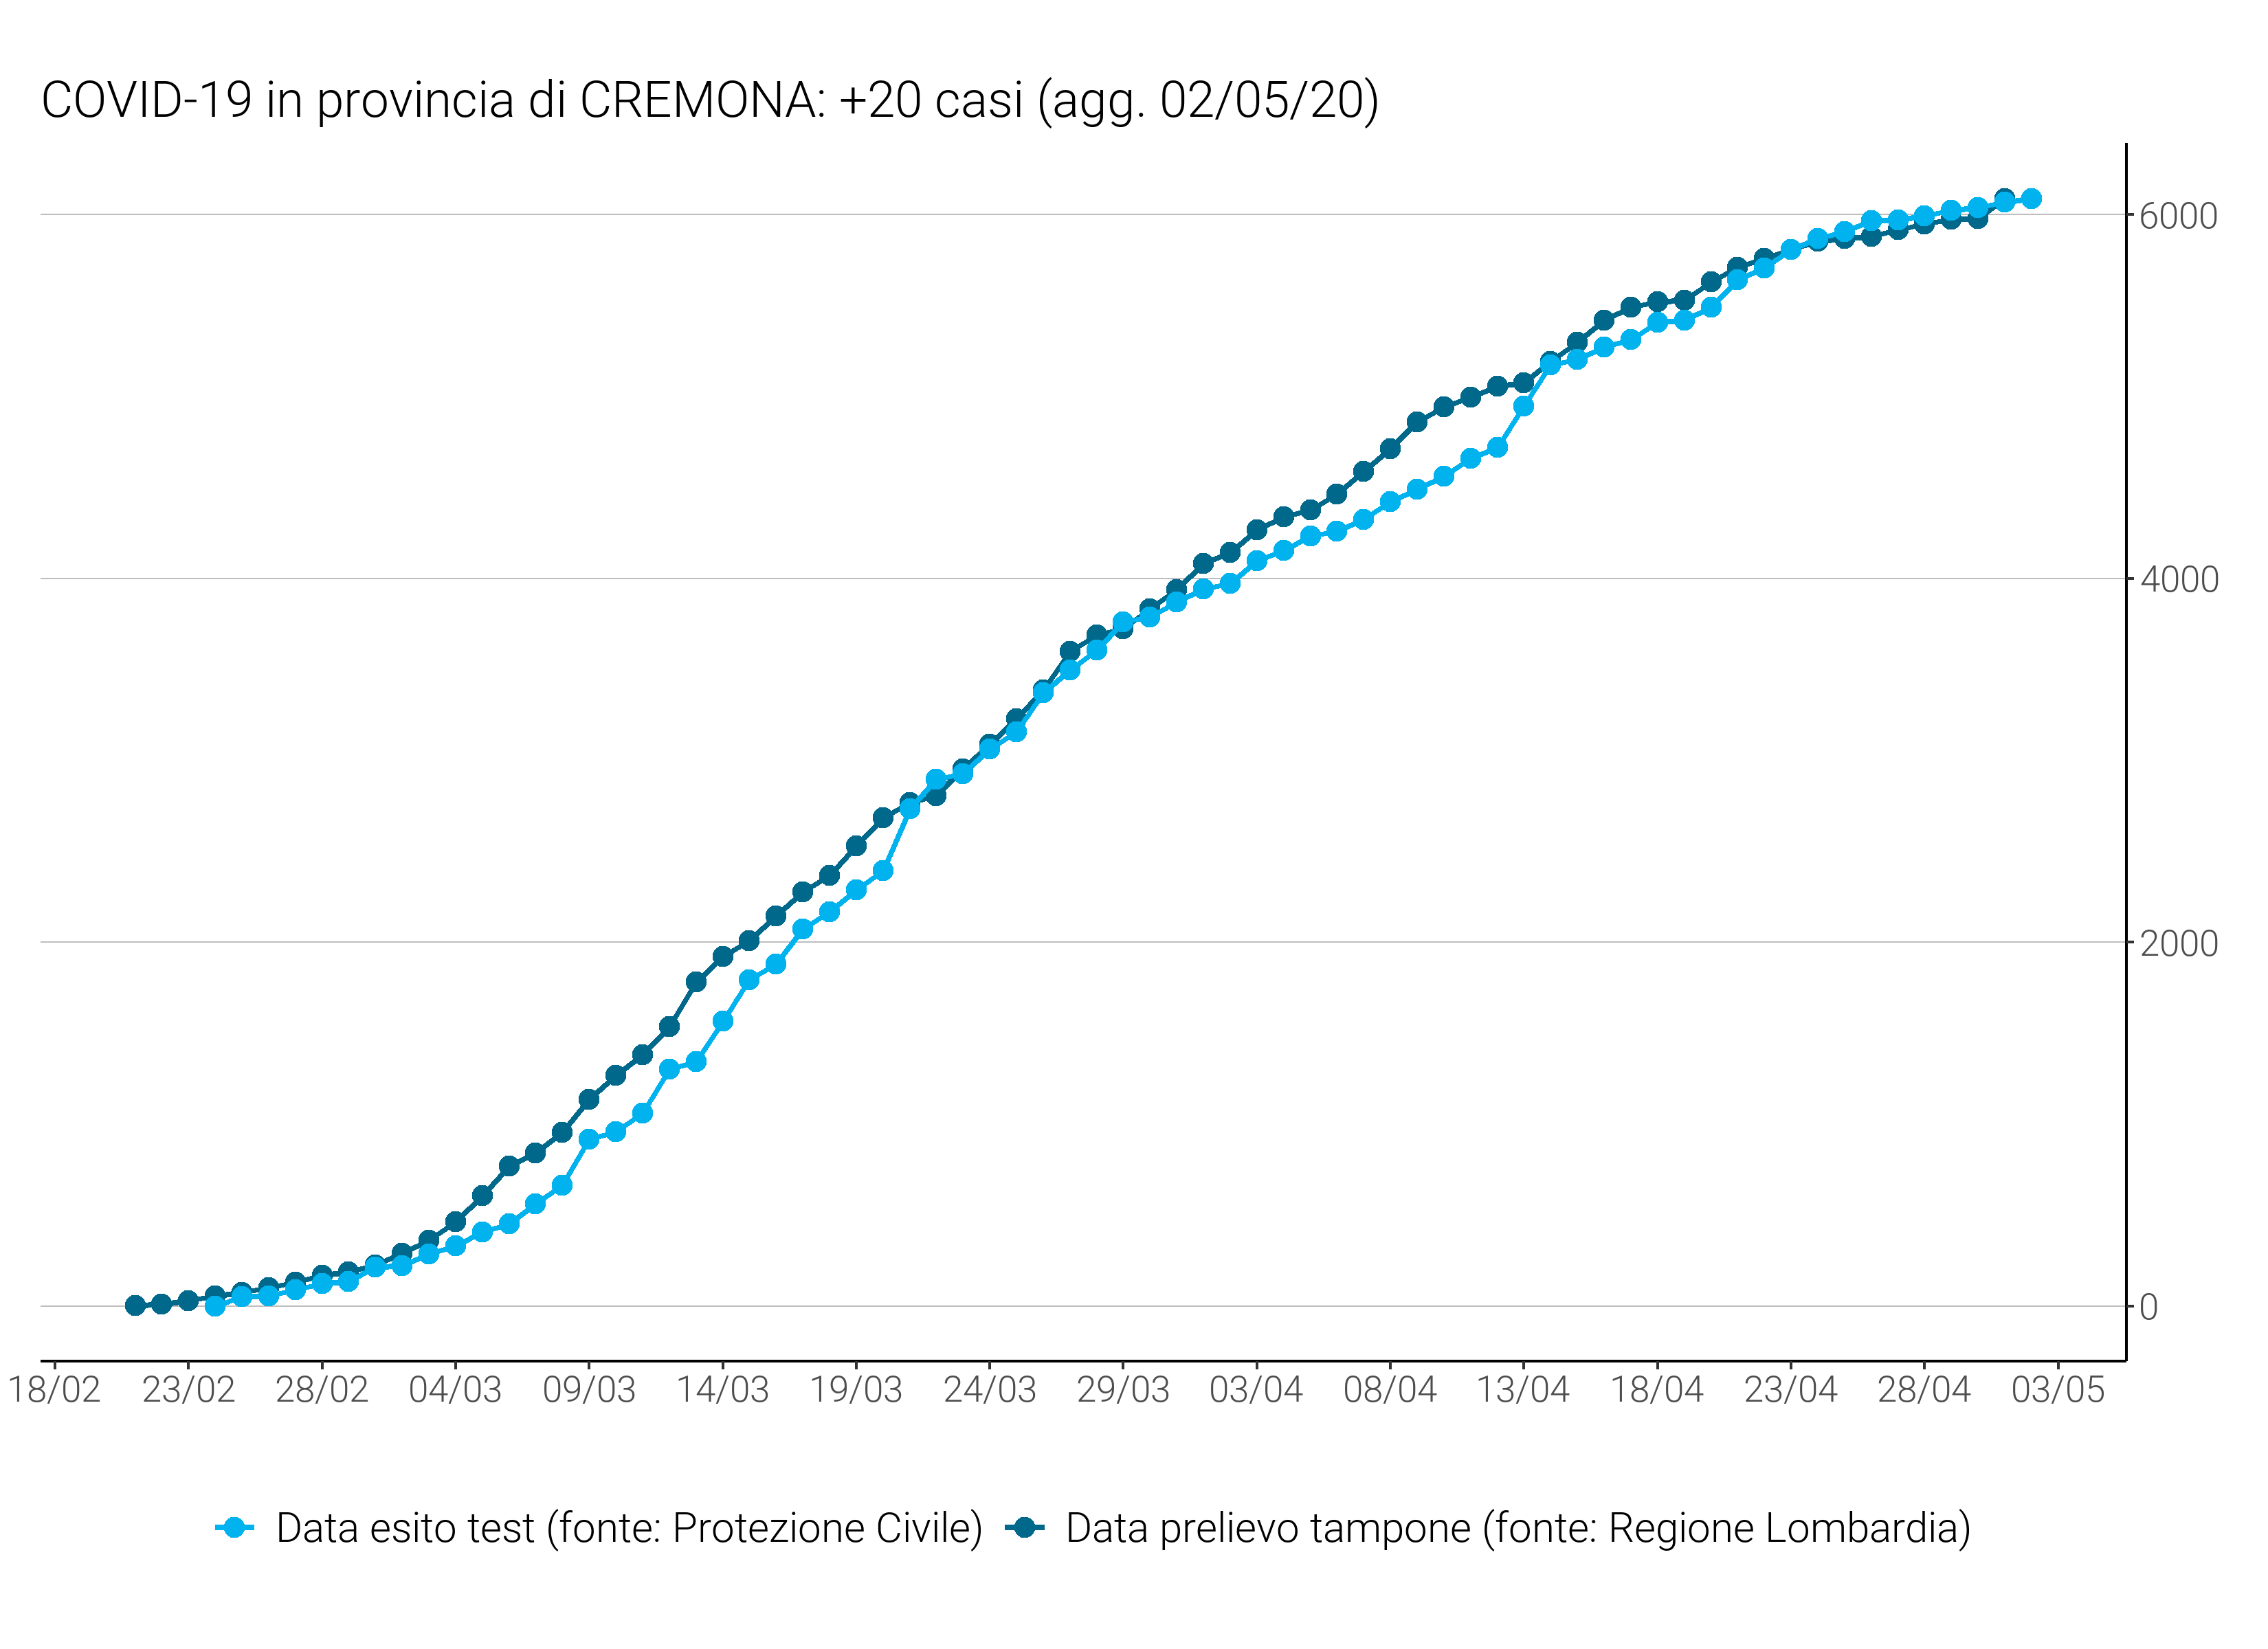 COVID-19 in provincia di CREMONA: +20 casi (agg. 02/05/20)
6000
4000
2000
0
18/02 23/02 28/02 04/03 09/03 14/03 19/03 24/03 29/03 03/04 08/04 13/04 18/04 23/04 28/04 03/05
Data esito test (fonte: Protezione Civile) Data prelievo tampone (fonte: Regione Lombardia)